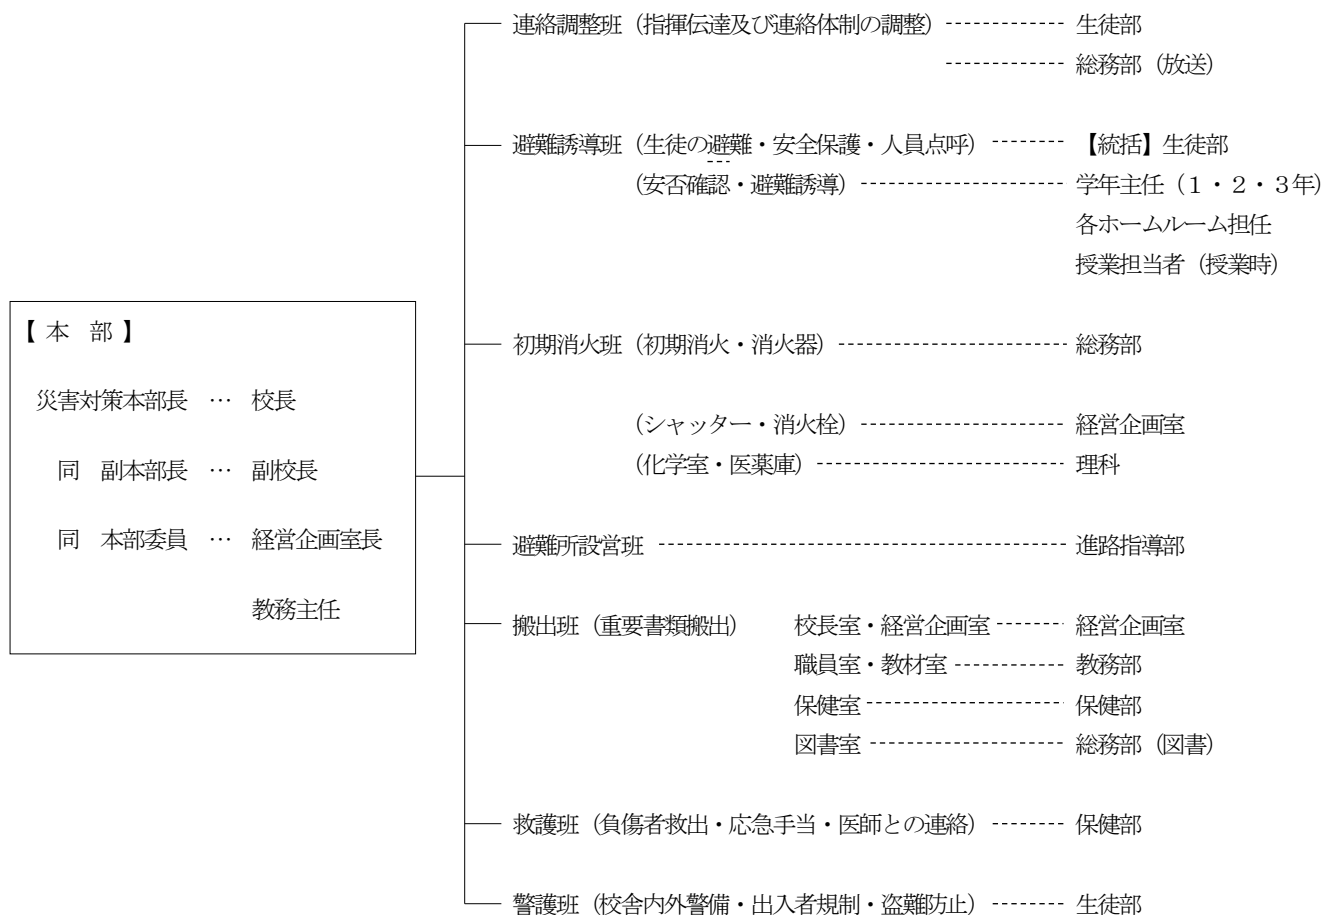 連絡調整班（指揮伝達及び連絡体制の調整） 生徒部
総務部（放送）
避難誘導班（生徒の避難・安全保護・人員点呼） 【統括】生徒部
（安否確認・避難誘導） 学年主任（１・２・３年）
各ホームルーム担任
授業担当者（授業時）
【 本 部 】
災害対策本部長 … 校長
同 副本部長 … 副校長
同 本部委員 … 経営企画室長
教務主任
初期消火班（初期消火・消火器） 総務部
（シャッター・消火栓） 経営企画室
（化学室・医薬庫） 理科
避難所設営班 進路指導部
搬出班（重要書類搬出） 校長室・経営企画室 経営企画室
職員室・教材室 教務部
保健室 保健部
図書室 総務部（図書）
救護班（負傷者救出・応急手当・医師との連絡） 保健部
警護班（校舎内外警備・出入者規制・盗難防止） 生徒部